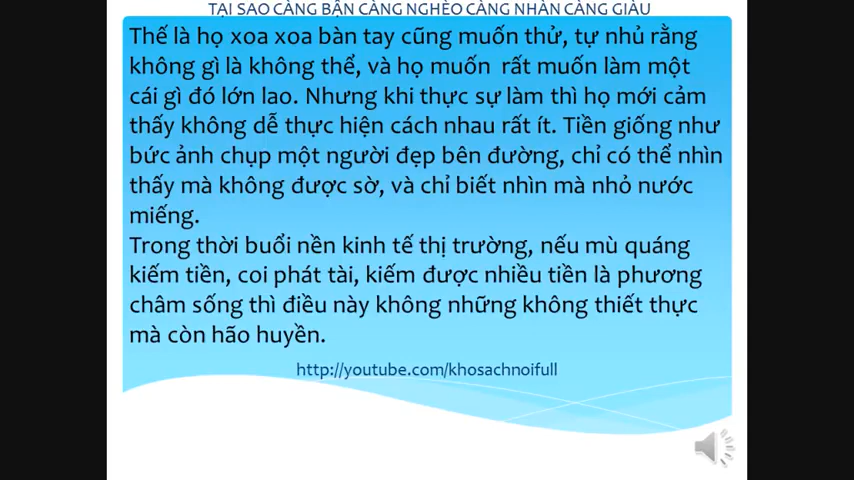 TẠI SAO CÀNG BẬN CÀNG NGHÈO CÀNG NHÀN CÀNG GIÀU
Thế là họ xoa xoa bàn tay cũng muốn thử, tự nhủ rằng
không gì là không thể, và họ muốn rất muốn làm một
cái gì đó lớn lao. Nhưng khi thực sự làm thì họ mới cảm
thấy không dễ thực hiện cách nhau rất ít. Tiền giống như
bức ảnh chụp một người đẹp bên đường, chỉ có thể nhìn
thấy mà không được sờ, và chỉ biết nhìn mà nhỏ nước
miếng.
Trong thời buổi nền kinh tế thị trường, nếu mù quáng
kiếm tiền, coi phát tài, kiếm được nhiều tiền là phương
châm sống thì điều này không những không thiết thực
mà còn hão huyền.
http://youtube.com/khosachnoifull